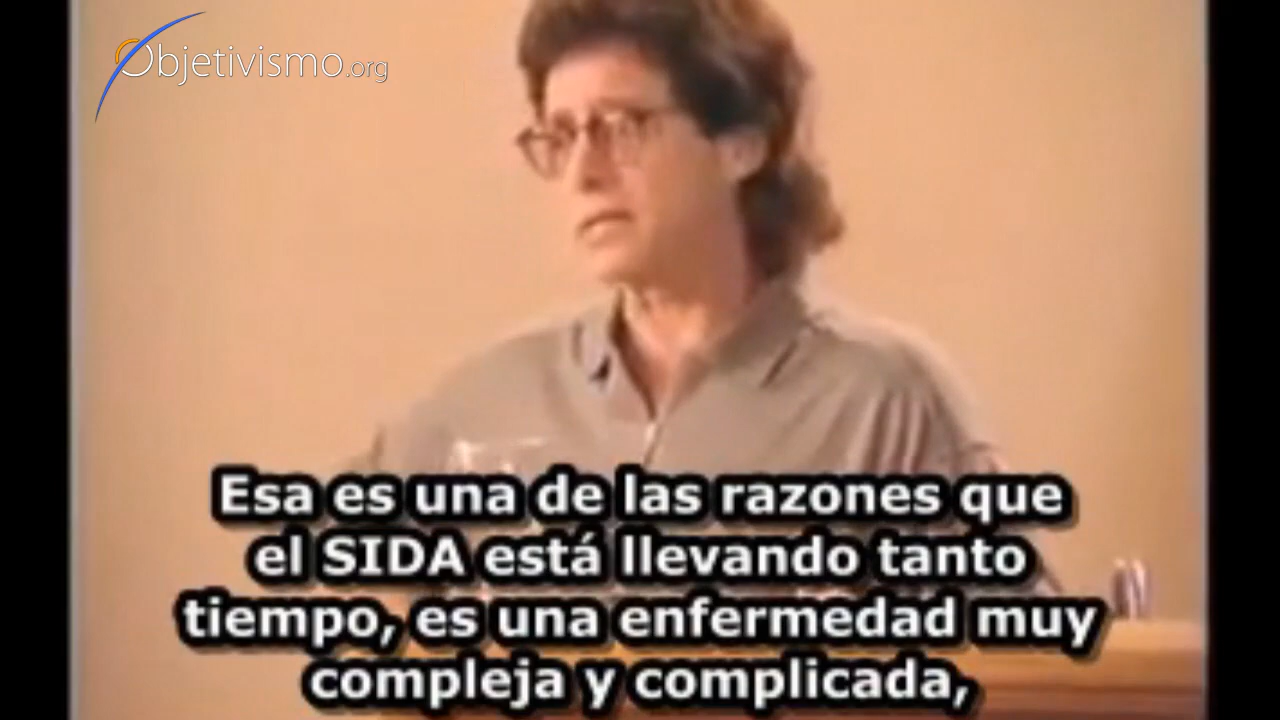 Objetivismo.org
Esa es una de las razones que
el SIDA está llevando tanto
tiempo, es una enfermedad muy
compleja y complicada,